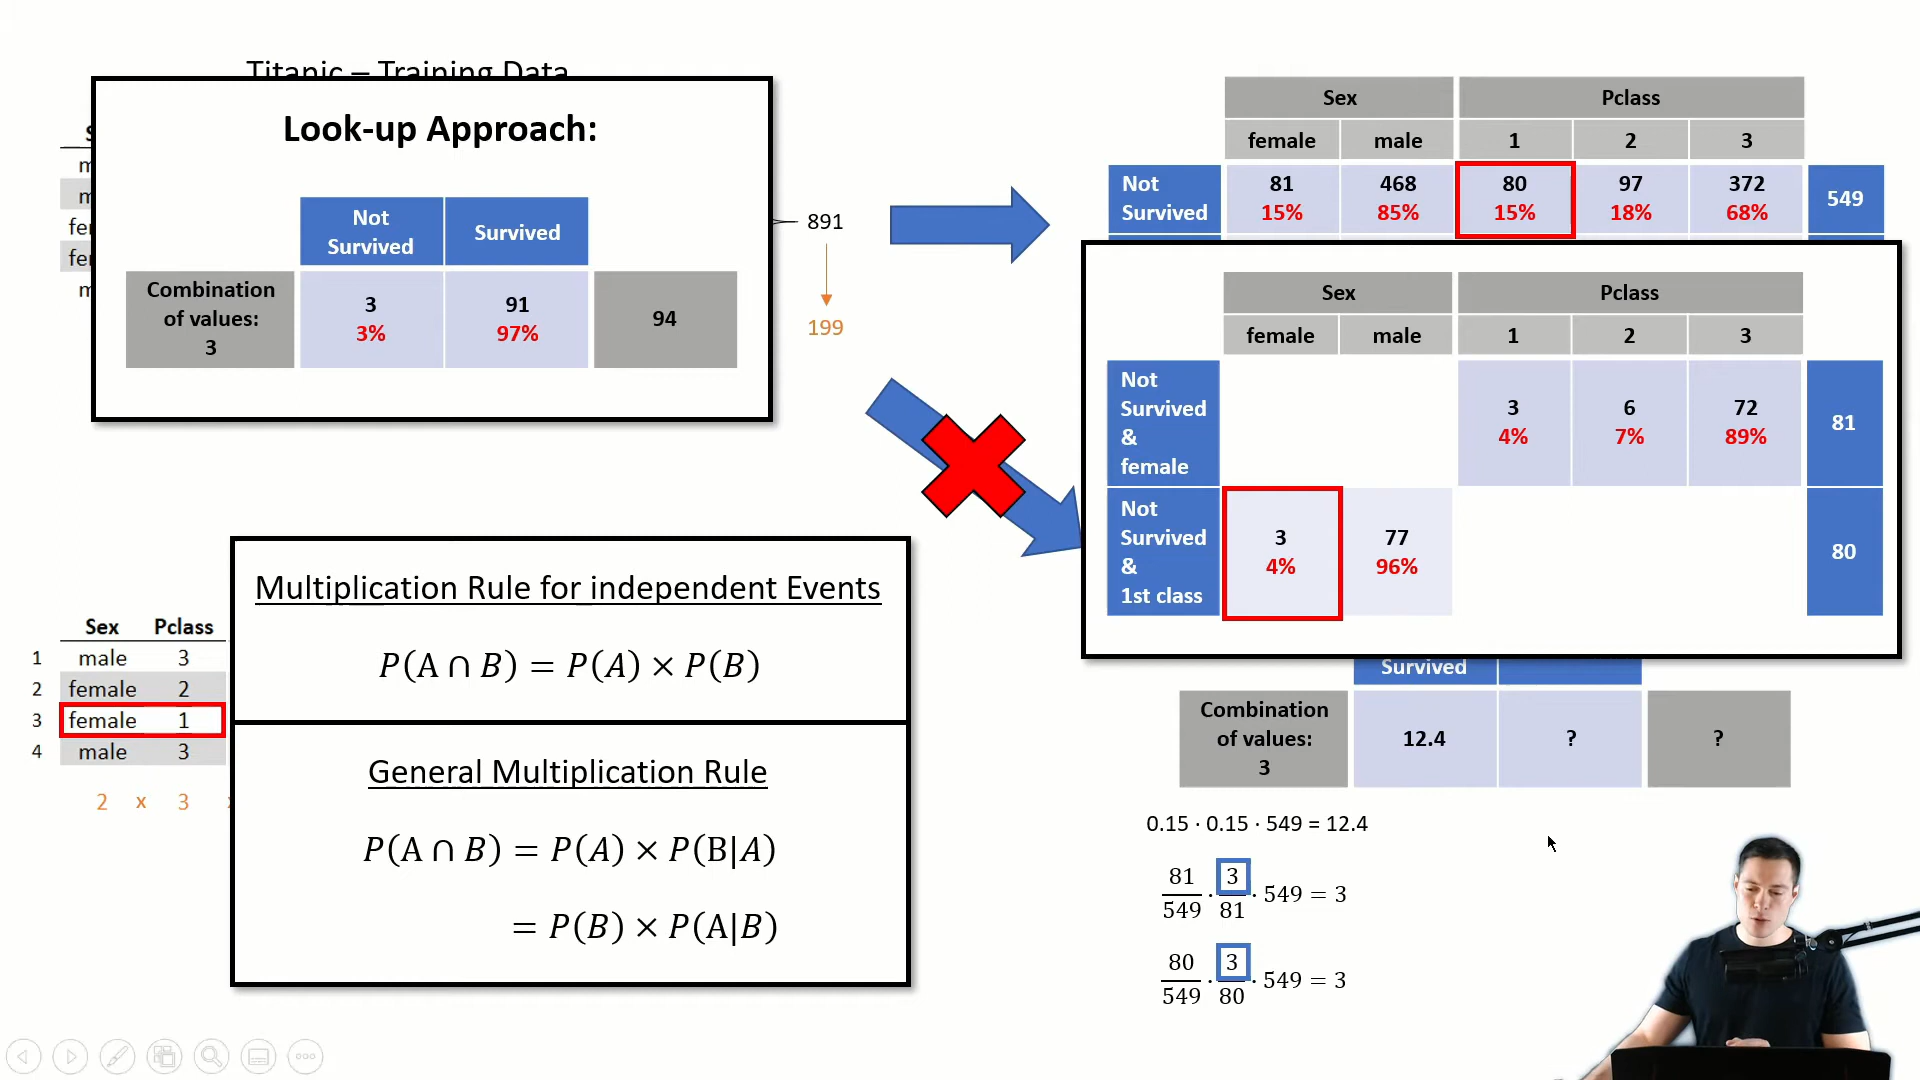 Titanic – Training Data
Look-up Approach:
Not
Survived
Survived
Combination
of values:
3
3
3%
91
97%
94
891
199
Sex
Pclass
female
male
1
2
3
Not
Survived
81
15%
468
85%
80
15%
97
18%
372
68%
549
Sex
Pclass
female
male
1
2
3
Not
Survived
&
female
3
4%
6
7%
72
89%
81
Not
Survived
&
1st class
3
4%
77
96%
80
Survived
Combination
of values:
3
12.4
?
?
0.15 · 0.15 · 549 = 12.4
81/549 · 3/81 · 549 = 3
80/549 · 3/80 · 549 = 3
Multiplication Rule for independent Events
P(A ∩ B) = P(A) × P(B)
General Multiplication Rule
P(A ∩ B) = P(A) × P(B|A)
= P(B) × P(A|B)
Sex Pclass
1 male 3
2 female 2
3 female 1
4 male 3
2 x 3